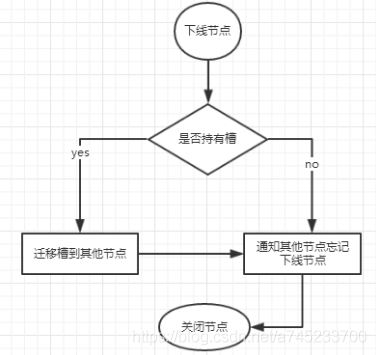 下线节点
是否持有槽
yes
no
迁移槽到其他节点
通知其他节点忘记
下线节点
关闭节点
https://blog.csdn.net/a745233700